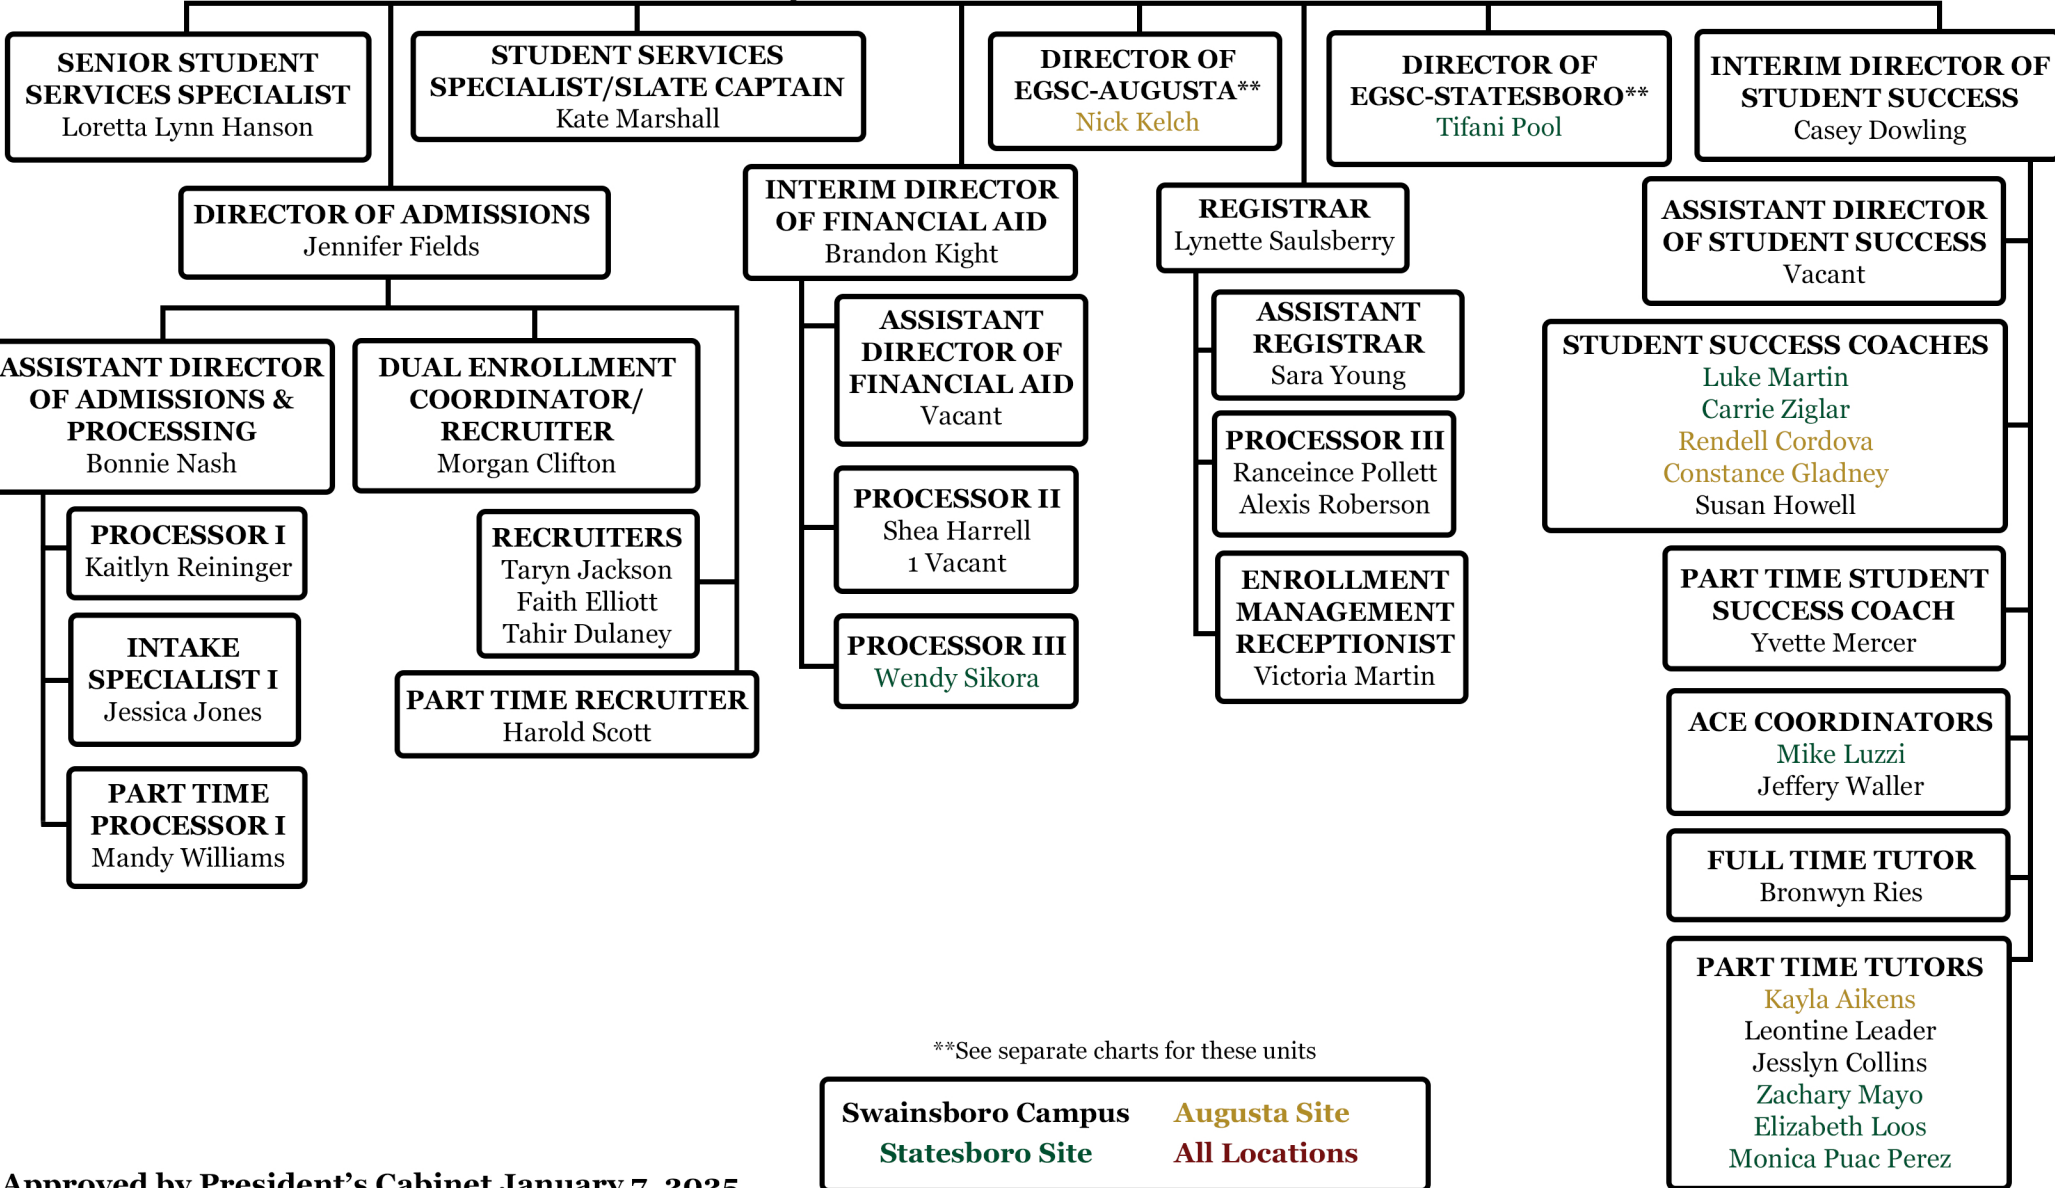 SENIOR STUDENT
SERVICES SPECIALIST
Loretta Lynn Hanson
STUDENT SERVICES
SPECIALIST/SLATE CAPTAIN
Kate Marshall
DIRECTOR OF
EGSC-AUGUSTA**
Nick Kelch
DIRECTOR OF
EGSC-STATESBORO**
Tifani Pool
INTERIM DIRECTOR OF
STUDENT SUCCESS
Casey Dowling
DIRECTOR OF ADMISSIONS
Jennifer Fields
INTERIM DIRECTOR
OF FINANCIAL AID
Brandon Kight
REGISTRAR
Lynette Saulsberry
ASSISTANT DIRECTOR
OF STUDENT SUCCESS
Vacant
ASSISTANT DIRECTOR
OF ADMISSIONS &
PROCESSING
Bonnie Nash
DUAL ENROLLMENT
COORDINATOR/
RECRUITER
Morgan Clifton
ASSISTANT
DIRECTOR OF
FINANCIAL AID
Vacant
ASSISTANT
REGISTRAR
Sara Young
STUDENT SUCCESS COACHES
Luke Martin
Carrie Ziglar
Rendell Cordova
Constance Gladney
Susan Howell
PROCESSOR I
Kaitlyn Reininger
RECRUITERS
Taryn Jackson
Faith Elliott
Tahir Dulaney
PROCESSOR II
Shea Harrell
1 Vacant
PROCESSOR III
Ranceince Pollett
Alexis Roberson
PART TIME STUDENT
SUCCESS COACH
Yvette Mercer
INTAKE
SPECIALIST I
Jessica Jones
PART TIME RECRUITER
Harold Scott
PROCESSOR III
Wendy Sikora
ENROLLMENT
MANAGEMENT
RECEPTIONIST
Victoria Martin
ACE COORDINATORS
Mike Luzzi
Jeffery Waller
PART TIME
PROCESSOR I
Mandy Williams
FULL TIME TUTOR
Bronwyn Ries
PART TIME TUTORS
Kayla Aikens
Leontine Leader
Jesslyn Collins
Zachary Mayo
Elizabeth Loos
Monica Puac Perez
**See separate charts for these units
Swainsboro Campus Augusta Site
Statesboro Site All Locations
Approved by President's Cabinet January 7, 2025